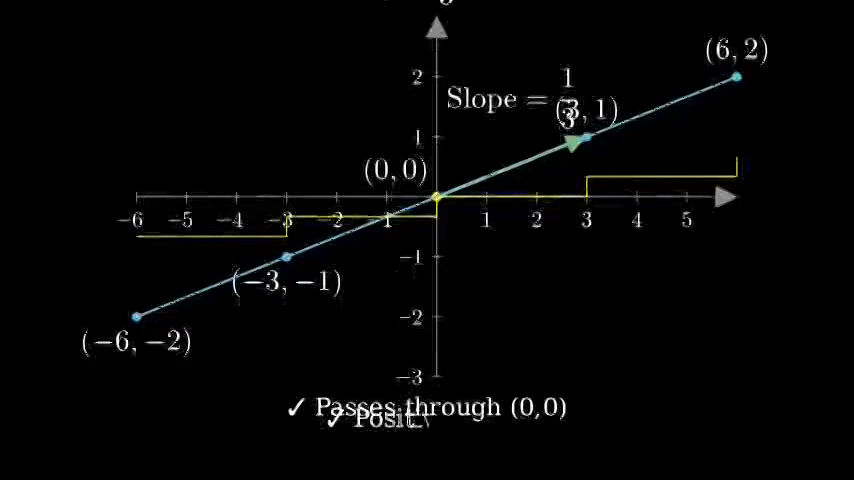 (6, 2)
2
Slope = 1/3
(3, 1)
1
(0, 0)
−6 −5 −4 −3 −2 −1 1 2 3 4 5
−1
(−3, −1)
−2
(−6, −2)
−3
✓ Passes through (0,0)
✓ Posit